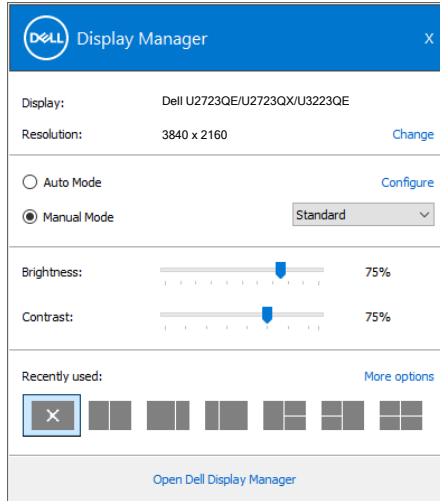 DELL Display Manager X
Display: Dell U2723QE/U2723QX/U3223QE
Resolution: 3840 x 2160 Change
Auto Mode Configure
Manual Mode Standard
Brightness: 75%
Contrast: 75%
Recently used: More options
Open Dell Display Manager